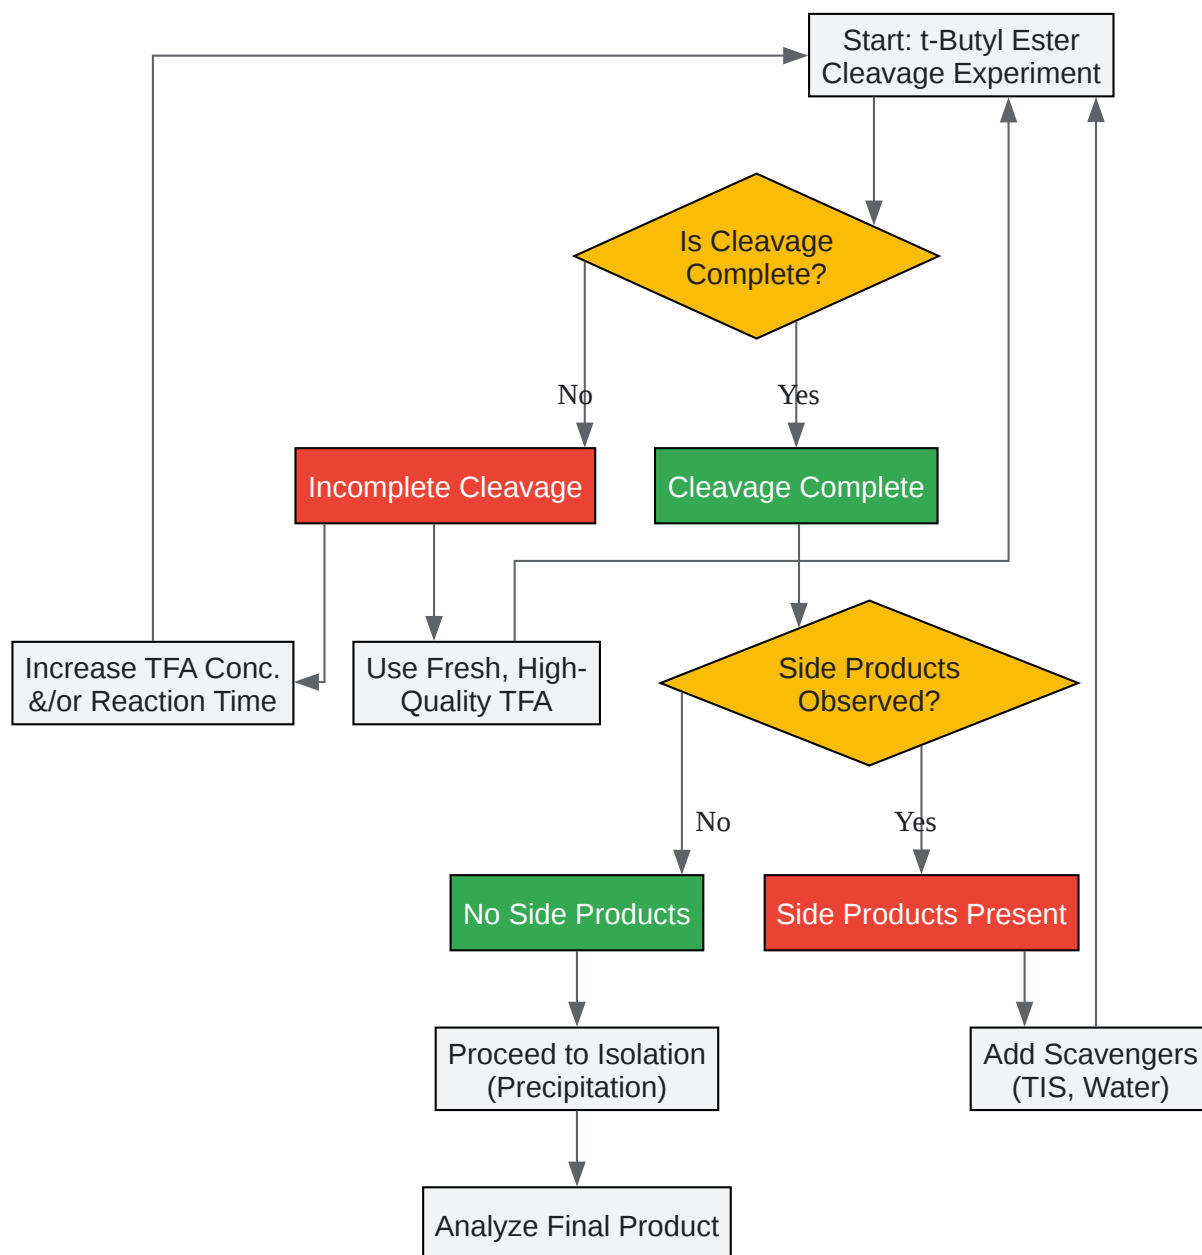 Start: t-Butyl Ester
Cleavage Experiment
Is Cleavage
Complete?
No
Yes
Incomplete Cleavage
Cleavage Complete
Increase TFA Conc.
&/or Reaction Time
Use Fresh, High-
Quality TFA
Side Products
Observed?
No
Yes
No Side Products
Side Products Present
Proceed to Isolation
(Precipitation)
Add Scavengers
(TIS, Water)
Analyze Final Product